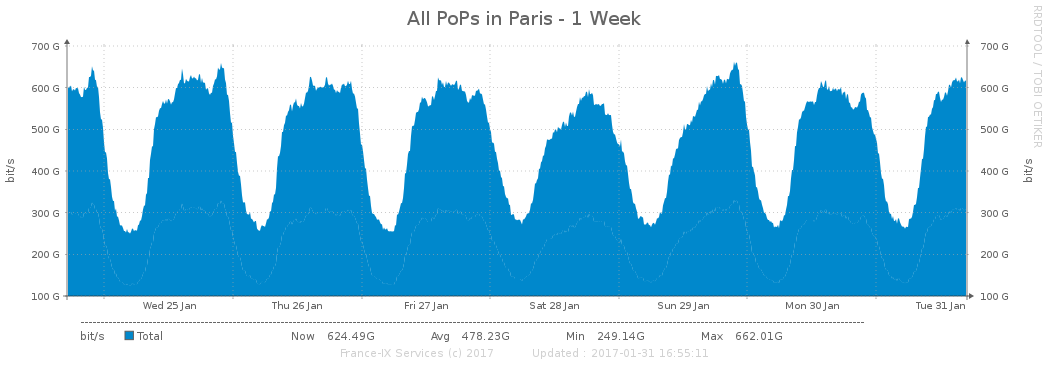 All PoPs in Paris - 1 Week
RRDTOOL / TOBI OETIKER
bit/s
bit/s
700 G 700 G
600 G 600 G
500 G 500 G
400 G 400 G
300 G 300 G
200 G 200 G
100 G 100 G
Wed 25 Jan Thu 26 Jan Fri 27 Jan Sat 28 Jan Sun 29 Jan Mon 30 Jan Tue 31 Jan
bit/s Total Now 624.49G Avg 478.23G Min 249.14G Max 662.01G
France-IX Services (c) 2017 Updated : 2017-01-31 16:55:11